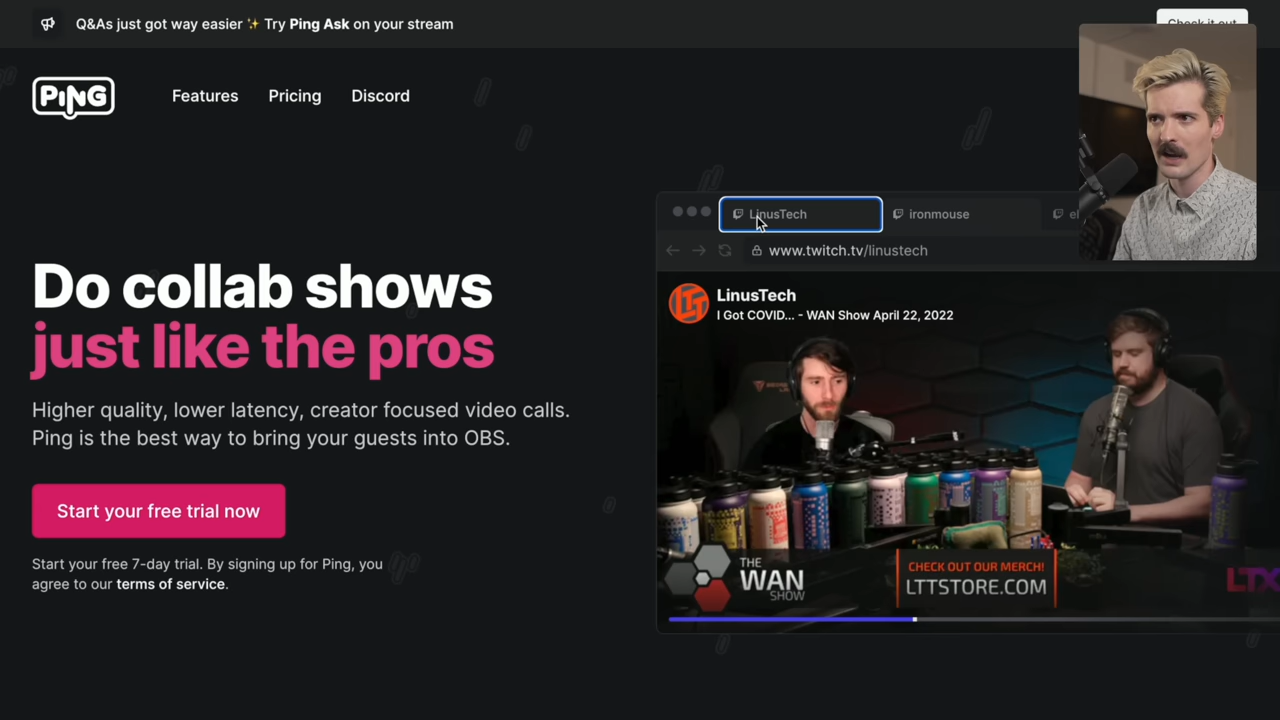 Q&As just got way easier ✨ Try Ping Ask on your stream
PING
Features
Pricing
Discord
Do collab shows
just like the pros
Higher quality, lower latency, creator focused video calls.
Ping is the best way to bring your guests into OBS.
Start your free trial now
Start your free 7-day trial. By signing up for Ping, you
agree to our terms of service.
LinusTech
ironmouse
www.twitch.tv/linustech
LinusTech
I Got COVID... - WAN Show April 22, 2022
THE
WAN
SHOW
CHECK OUT OUR MERCH!
LTTSTORE.COM